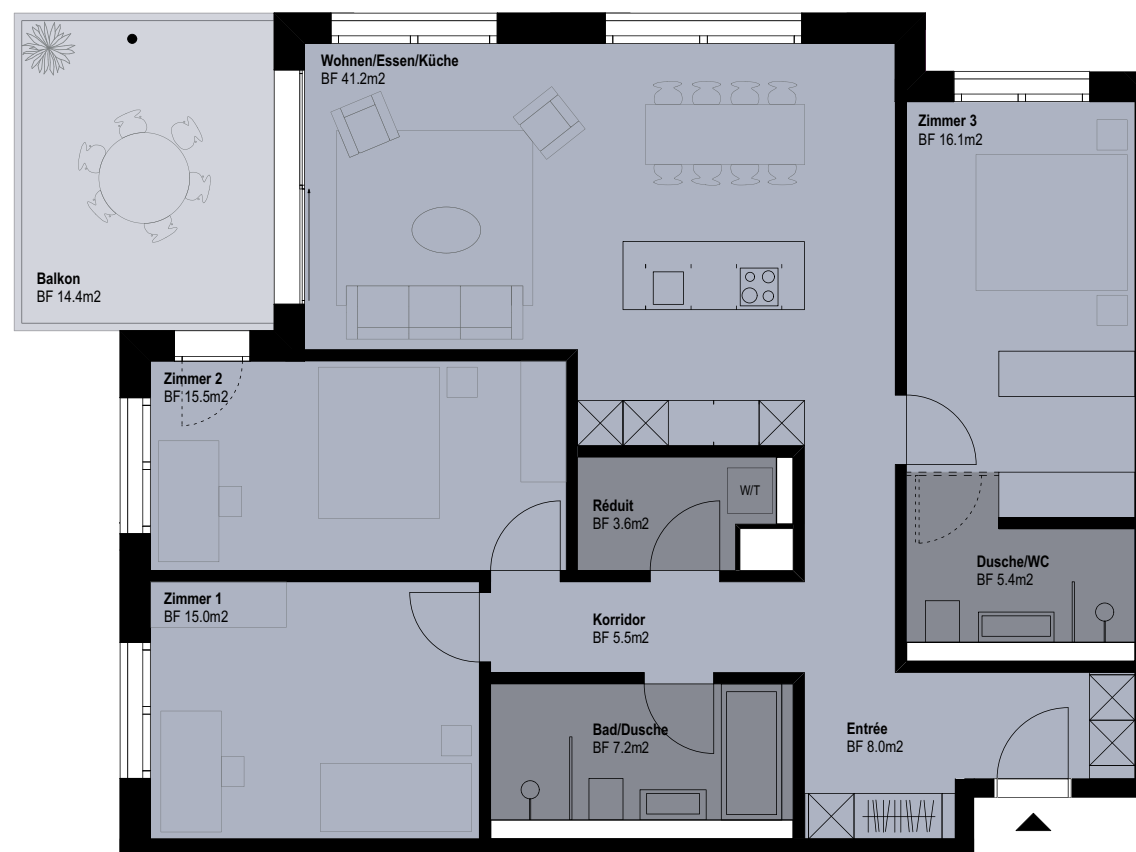 Wohnen/Essen/Küche
BF 41.2m2
Zimmer 3
BF 16.1m2
Balkon
BF 14.4m2
Zimmer 2
BF 15.5m2
Réduit
BF 3.6m2
W/T
Dusche/WC
BF 5.4m2
Zimmer 1
BF 15.0m2
Korridor
BF 5.5m2
Bad/Dusche
BF 7.2m2
Entrée
BF 8.0m2